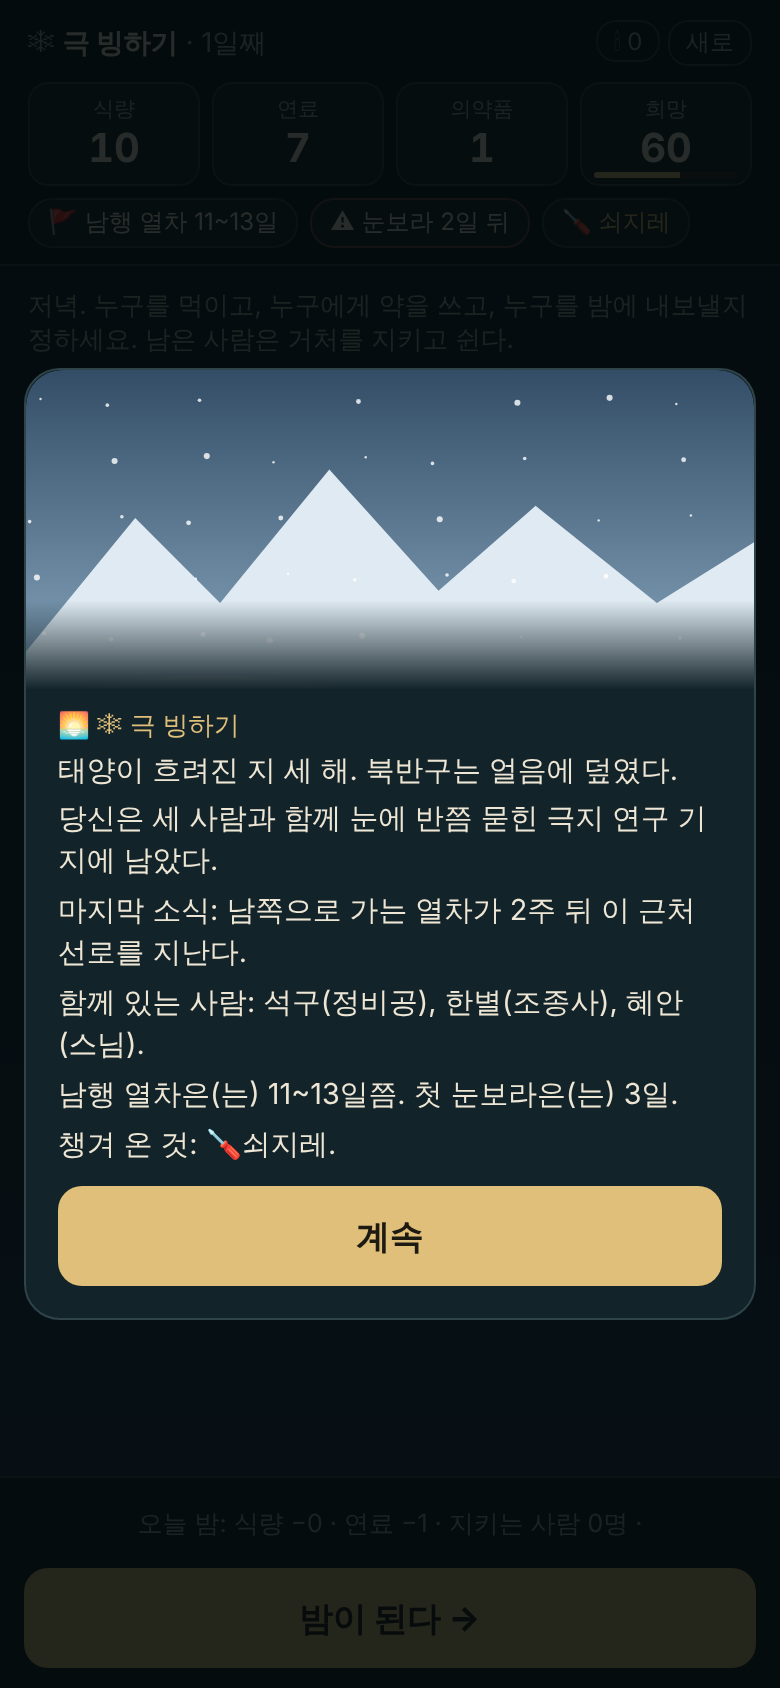 ❄ 극 빙하기 · 1일째
🕯 0
새로
식량
연료
의약품
희망
10
7
1
60
🚩 남행 열차 11~13일
⚠ 눈보라 2일 뒤
🪛 쇠지레
저녁. 누구를 먹이고, 누구에게 약을 쓰고, 누구를 밤에 내보낼지
정하세요. 남은 사람은 거처를 지키고 쉰다.
🌅 ❄ 극 빙하기
태양이 흐려진 지 세 해. 북반구는 얼음에 덮였다.
당신은 세 사람과 함께 눈에 반쯤 묻힌 극지 연구 기
지에 남았다.
마지막 소식: 남쪽으로 가는 열차가 2주 뒤 이 근처
선로를 지난다.
함께 있는 사람: 석구(정비공), 한별(조종사), 혜안
(스님).
남행 열차은(는) 11~13일쯤. 첫 눈보라은(는) 3일.
챙겨 온 것: 🪛쇠지레.
계속
오늘 밤: 식량 −0 · 연료 −1 · 지키는 사람 0명 ·
밤이 된다 →